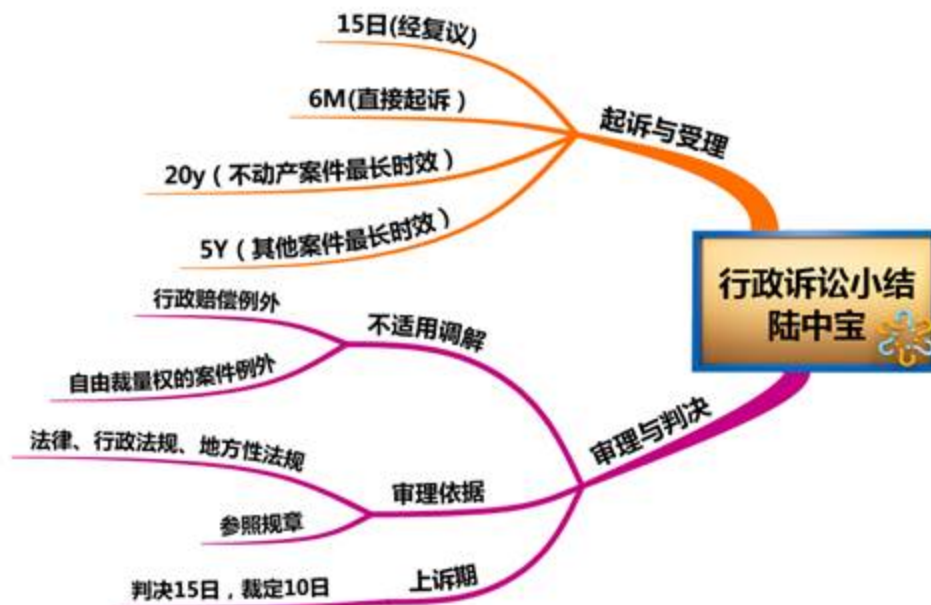 行政诉讼小结
陆中宝
起诉与受理
15日(经复议)
6M(直接起诉）
20y（不动产案件最长时效）
5Y（其他案件最长时效）
审理与判决
不适用调解
行政赔偿例外
自由裁量权的案件例外
审理依据
法律、行政法规、地方性法规
参照规章
上诉期
判决15日，裁定10日